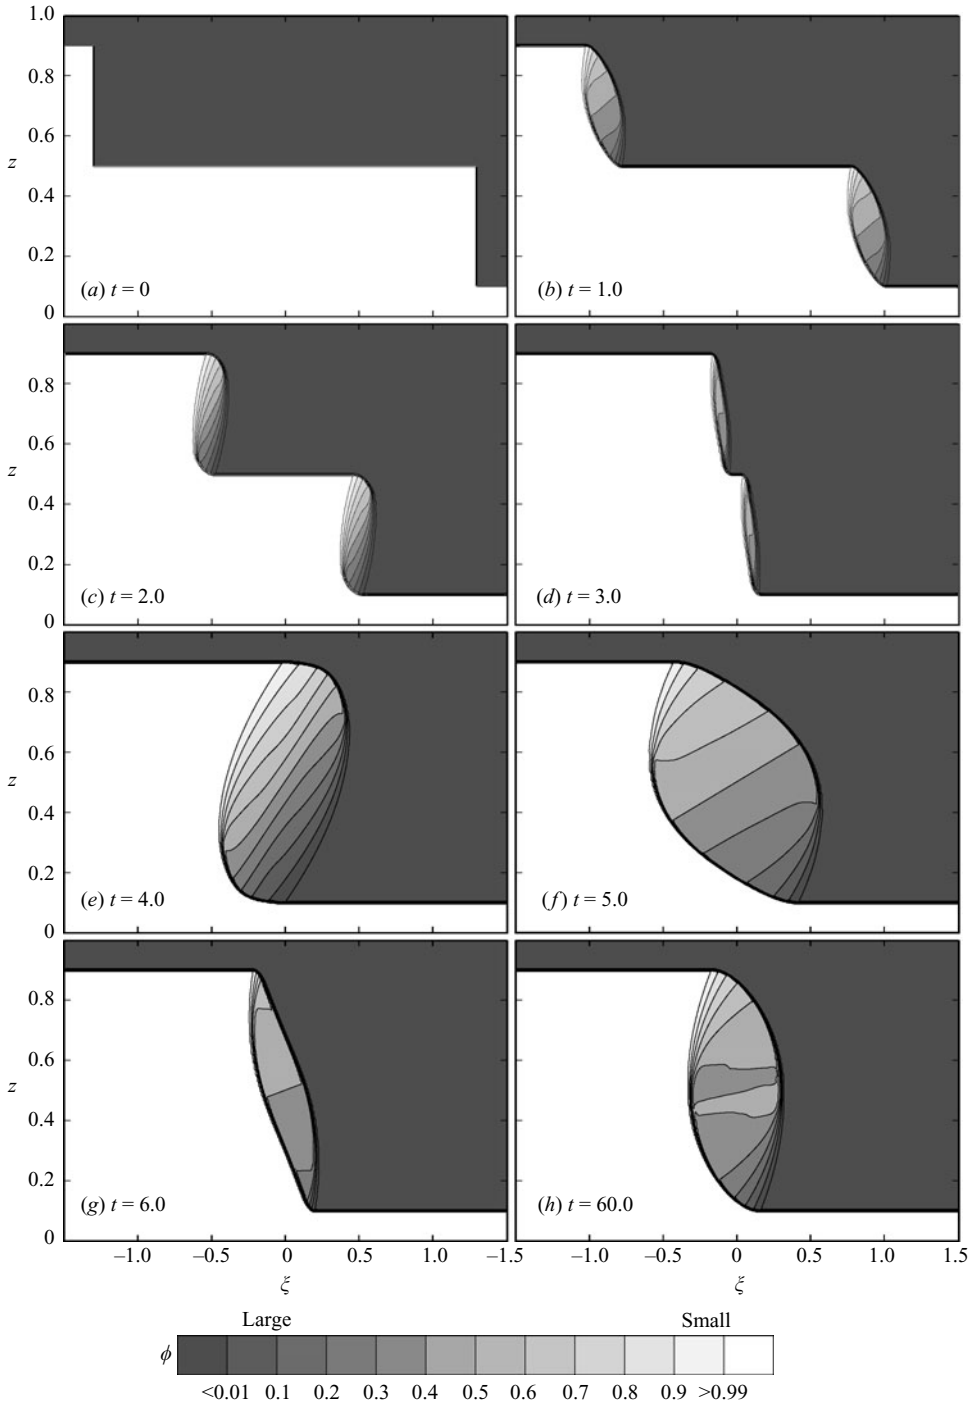 1.0
0.8
0.6
z
0.4
0.2
0
(a) t = 0
(b) t = 1.0
0.8
0.6
z
0.4
0.2
0
(c) t = 2.0
(d) t = 3.0
0.8
0.6
z
0.4
0.2
0
(e) t = 4.0
(f) t = 5.0
0.8
0.6
z
0.4
0.2
0
(g) t = 6.0
(h) t = 60.0
–1.0 –0.5 0 0.5 1.0 –1.5
–1.0 –0.5 0 0.5 1.0 1.5
ξ
ξ
Large Small
ϕ
<0.01 0.1 0.2 0.3 0.4 0.5 0.6 0.7 0.8 0.9 >0.99